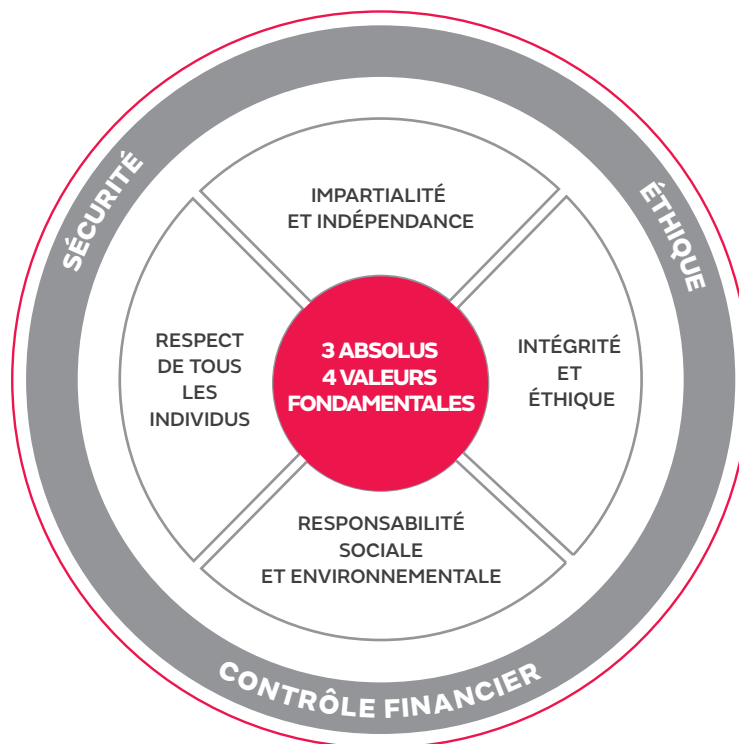 SÉCURITÉ
ÉTHIQUE
IMPARTIALITÉ
ET INDÉPENDANCE
RESPECT
DE TOUS
LES
INDIVIDUS
3 ABSOLUS
4 VALEURS
FONDAMENTALES
INTÉGRITÉ
ET
ÉTHIQUE
RESPONSABILITÉ
SOCIALE
ET ENVIRONNEMENTALE
CONTRÔLE FINANCIER